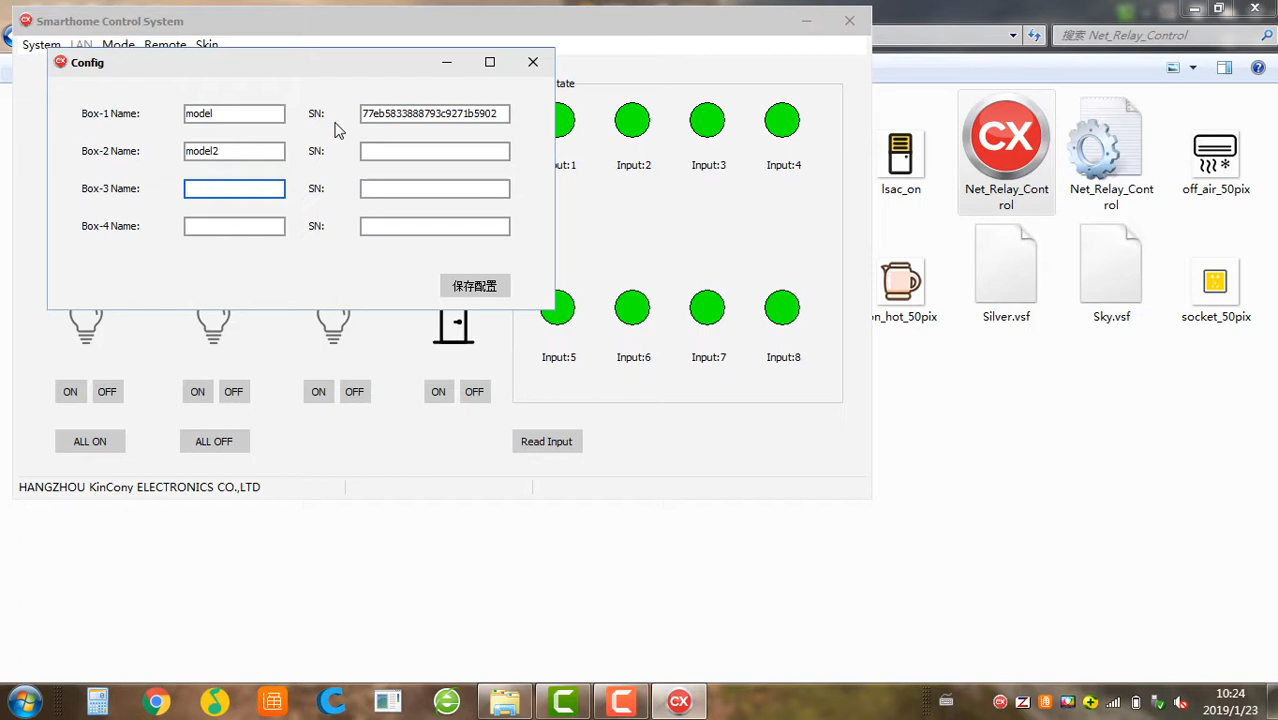 Smarthome Control System
搜索 Net_Relay_Control
System LAN Mode Remote Skin
CX Config
Box-1 Name: model SN: 77eb5833888793c9271b5902
Box-2 Name: model2 SN:
Box-3 Name: SN:
Box-4 Name: SN:
保存配置
tate
:1 Input:2 Input:3 Input:4
Input:5 Input:6 Input:7 Input:8
ON OFF ON OFF ON OFF ON OFF
ALL ON ALL OFF Read Input
HANGZHOU KinCony ELECTRONICS CO.,LTD
CX
lsac_on Net_Relay_Cont
rol Net_Relay_Cont
rol off_air_50pix
on_hot_50pix Silver.vsf Sky.vsf socket_50pix
10:24
2019/1/23